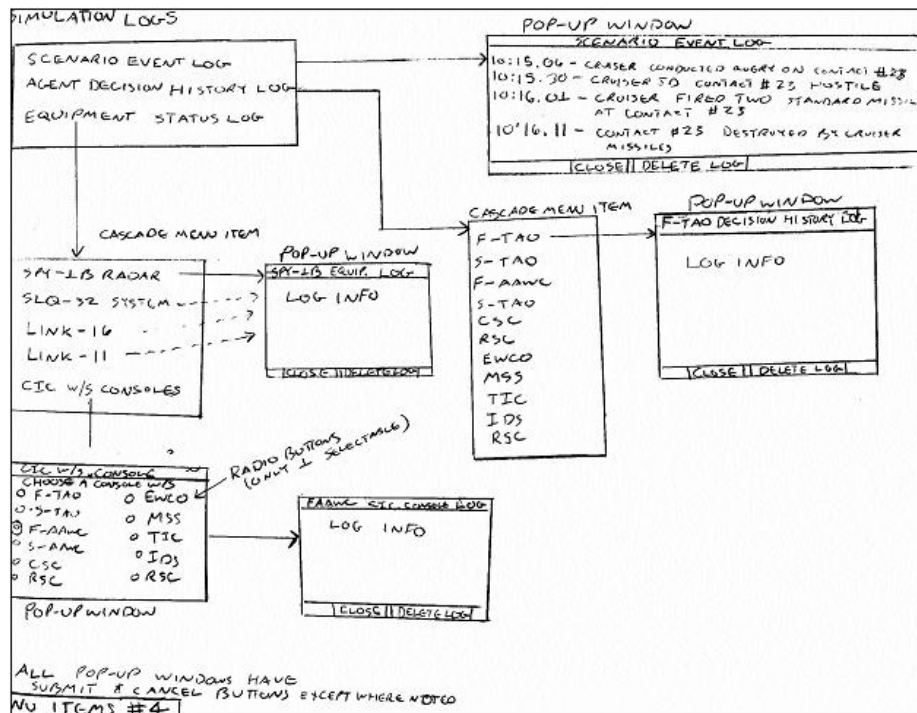 SIMULATION LOGS
SCENARIO EVENT LOG
AGENT DECISION HISTORY LOG
EQUIPMENT STATUS LOG
POP-UP WINDOW
SCENARIO EVENT LOG
10:15.06 - CRUSER CONDUCTED QUERY ON CONTACT #23
10:15.30 - CRUISER ID CONTACT #23 HOSTILE
10:16.01 - CRUISER FIRED TWO STANDARD MISSIL
AT CONTACT #23
10:16.11 - CONTACT #23 DESTROYED BY CRUISER
MISSILES
CLOSE DELETE LOG
CASCADE MENU ITEM
SPY-1B RADAR
SLQ-32 SYSTEM
LINK-16
LINK-11
CIC W/S CONSOLES
POP-UP WINDOW
SPY-1B EQUIP. LOG
LOG INFO
CLOSE DELETE LOG
CASCADE MENU ITEM
F-TAO
S-TAO
F-AAWC
S-TAO
CSC
RSC
EWCO
MSS
TIC
IDS
RSC
POP-UP WINDOW
F-TAO DECISION HISTORY LOG
LOG INFO
CLOSE DELETE LOG
CIC W/S CONSOLE
CHOOSE A CONSOLE W/S
F-TAO
S-TAO
F-AAWC
S-AAWC
CSC
RSC
EWCO
MSS
TIC
IDS
RSC
POP-UP WINDOW
RADIO BUTTONS
(ONLY 1 SELECTABLE)
FAAWC CIC CONSOLE LOG
LOG INFO
CLOSE DELETE LOG
ALL POP-UP WINDOWS HAVE
SUBMIT & CANCEL BUTTONS EXCEPT WHERE NOTED
NU ITEMS #4